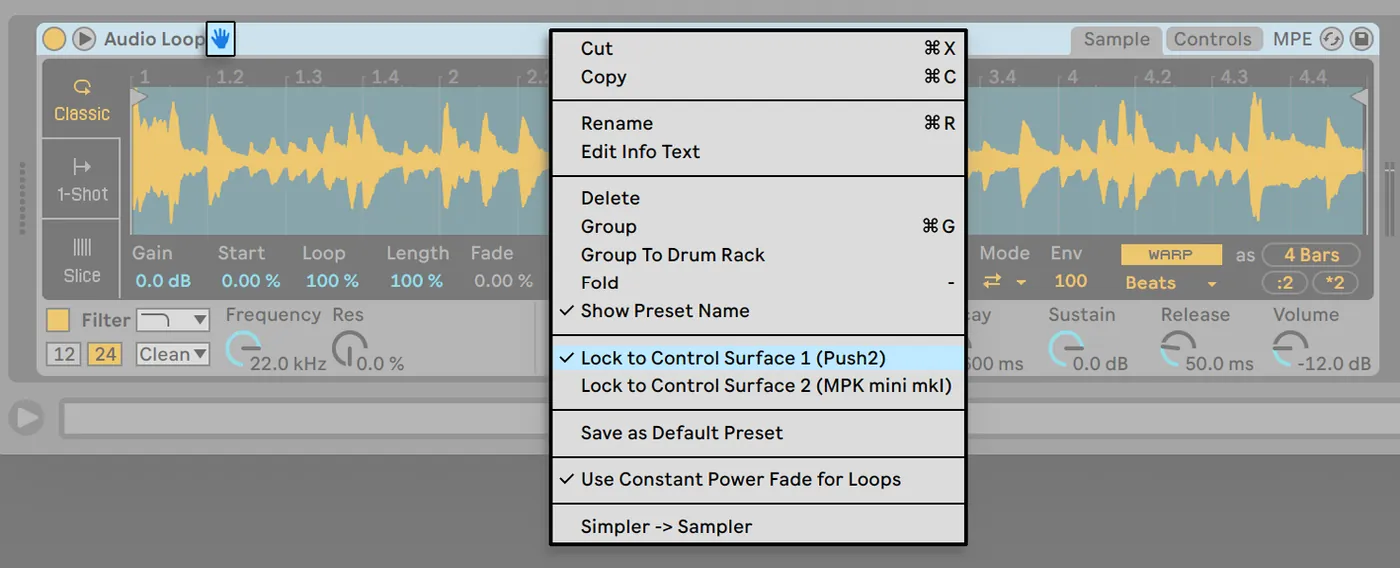 Audio Loop
Sample
Controls
MPE
1 1.2 1.3 1.4 2 2.2
3.4 4 4.2 4.3 4.4
Classic
1-Shot
Slice
Gain Start Loop Length Fade
0.0 dB 0.00 % 100 % 100 % 0.00 %
Mode Env WARP as 4 Bars
100 Beats :2 *2
Filter
Frequency Res
12 24 Clean 22.0 kHz 0.0 %
Sustain Release Volume
00 ms 0.0 dB 50.0 ms -12.0 dB
Cut ⌘X
Copy ⌘C
Rename ⌘R
Edit Info Text
Delete
Group ⌘G
Group To Drum Rack
Fold -
✓ Show Preset Name
✓ Lock to Control Surface 1 (Push2)
Lock to Control Surface 2 (MPK mini mkI)
Save as Default Preset
✓ Use Constant Power Fade for Loops
Simpler -> Sampler